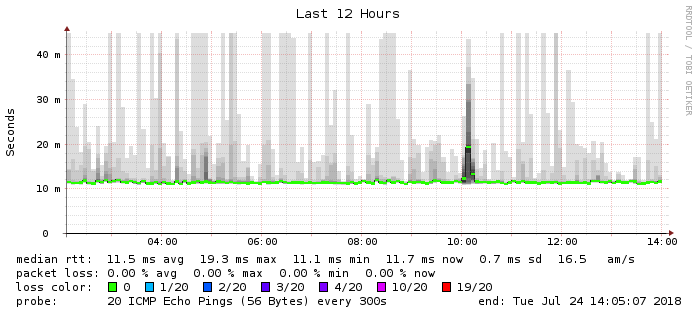 Last 12 Hours
RRDTOOL / TOBI OETIKER
Seconds
40 m
30 m
20 m
10 m
0
04:00 06:00 08:00 10:00 12:00 14:00
median rtt: 11.5 ms avg 19.3 ms max 11.1 ms min 11.7 ms now 0.7 ms sd 16.5 am/s
packet loss: 0.00 % avg 0.00 % max 0.00 % min 0.00 % now
loss color: 0 1/20 2/20 3/20 4/20 10/20 19/20
probe: 20 ICMP Echo Pings (56 Bytes) every 300s end: Tue Jul 24 14:05:07 2018